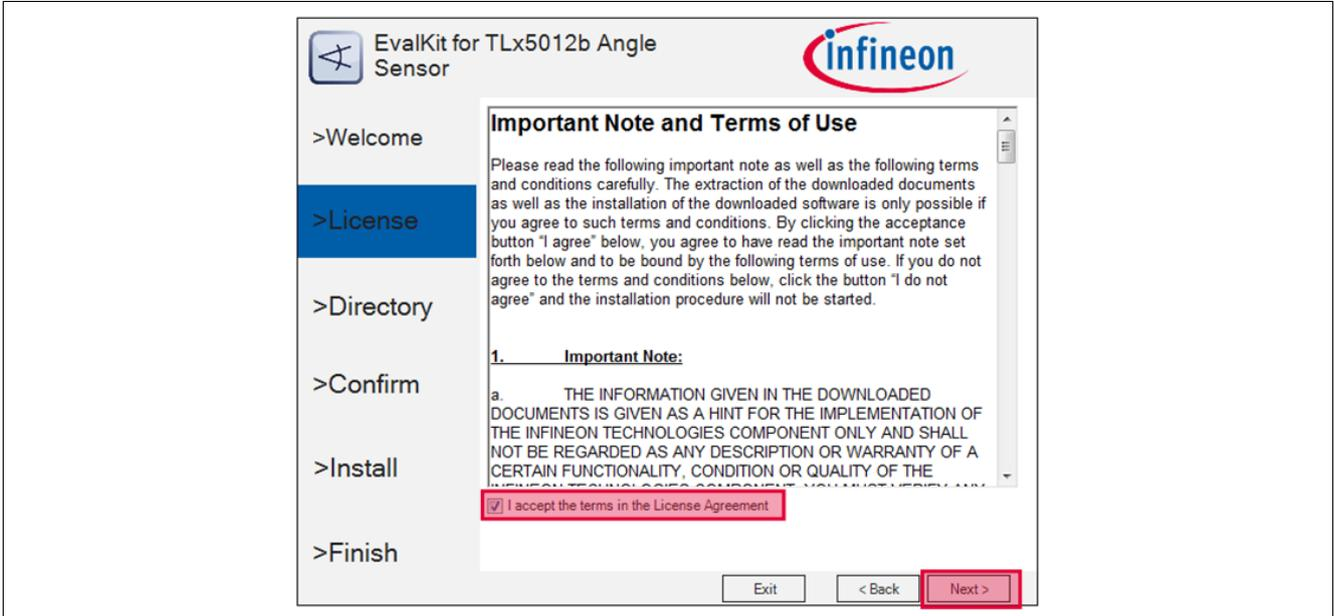 EvalKit for TLx5012b Angle
Sensor
infineon
>Welcome
>License
>Directory
>Confirm
>Install
>Finish
Important Note and Terms of Use
Please read the following important note as well as the following terms
and conditions carefully. The extraction of the downloaded documents
as well as the installation of the downloaded software is only possible if
you agree to such terms and conditions. By clicking the acceptance
button “I agree” below, you agree to have read the important note set
forth below and to be bound by the following terms of use. If you do not
agree to the terms and conditions below, click the button “I do not
agree” and the installation procedure will not be started.
1. Important Note:
a. THE INFORMATION GIVEN IN THE DOWNLOADED
DOCUMENTS IS GIVEN AS A HINT FOR THE IMPLEMENTATION OF
THE INFINEON TECHNOLOGIES COMPONENT ONLY AND SHALL
NOT BE REGARDED AS ANY DESCRIPTION OR WARRANTY OF A
CERTAIN FUNCTIONALITY, CONDITION OR QUALITY OF THE
INFINEON TECHNOLOGIES COMPONENT. YOU MUST VERIFY ANY
I accept the terms in the License Agreement
Exit
< Back
Next >